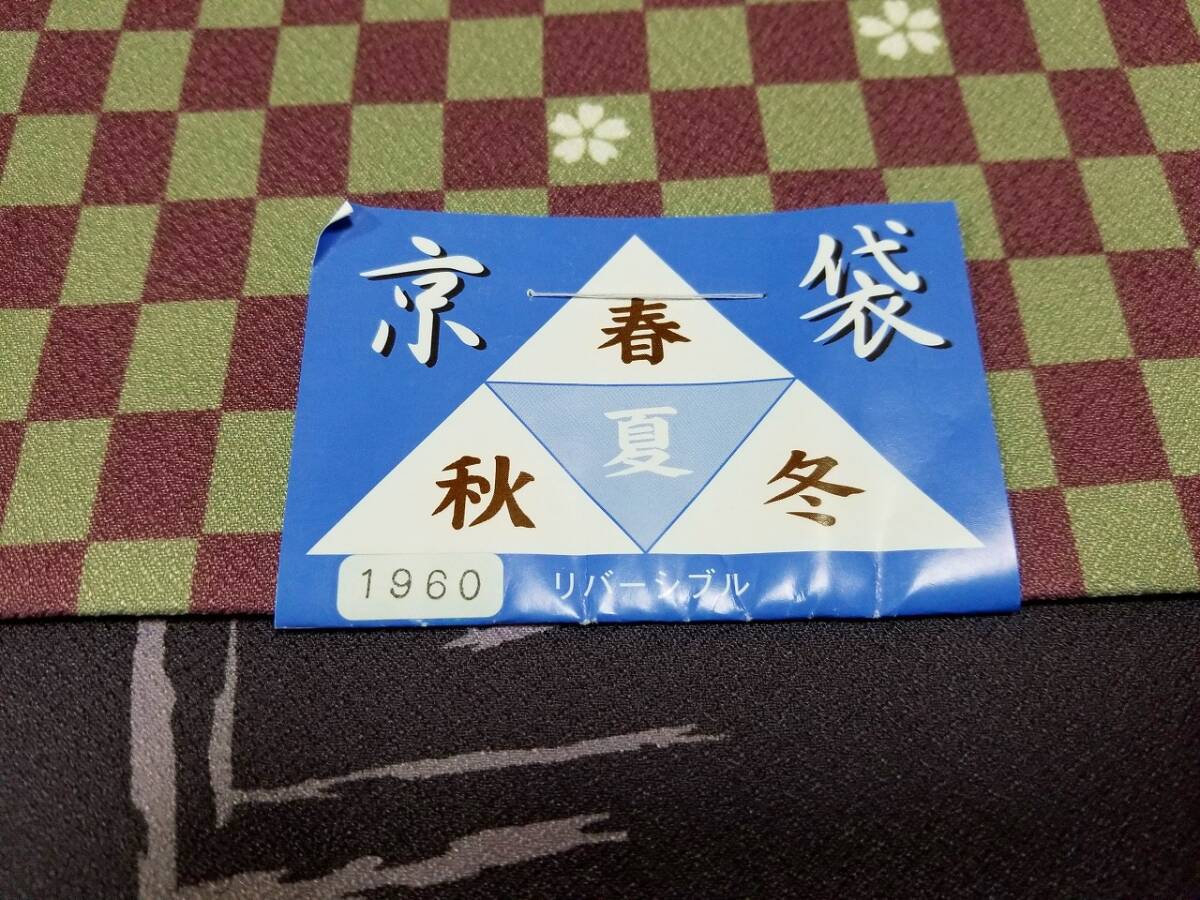 京袋
春
夏
秋 冬
1960 リバーシブル